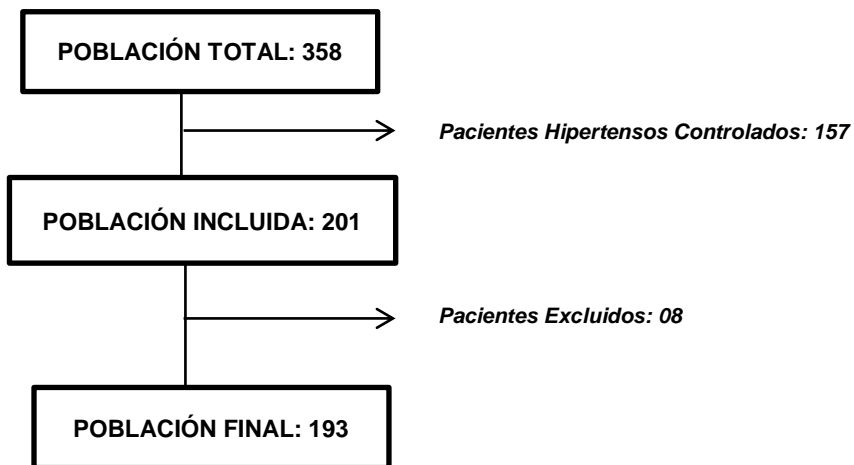 POBLACIÓN TOTAL: 358
Pacientes Hipertensos Controlados: 157
POBLACIÓN INCLUIDA: 201
Pacientes Excluidos: 08
POBLACIÓN FINAL: 193